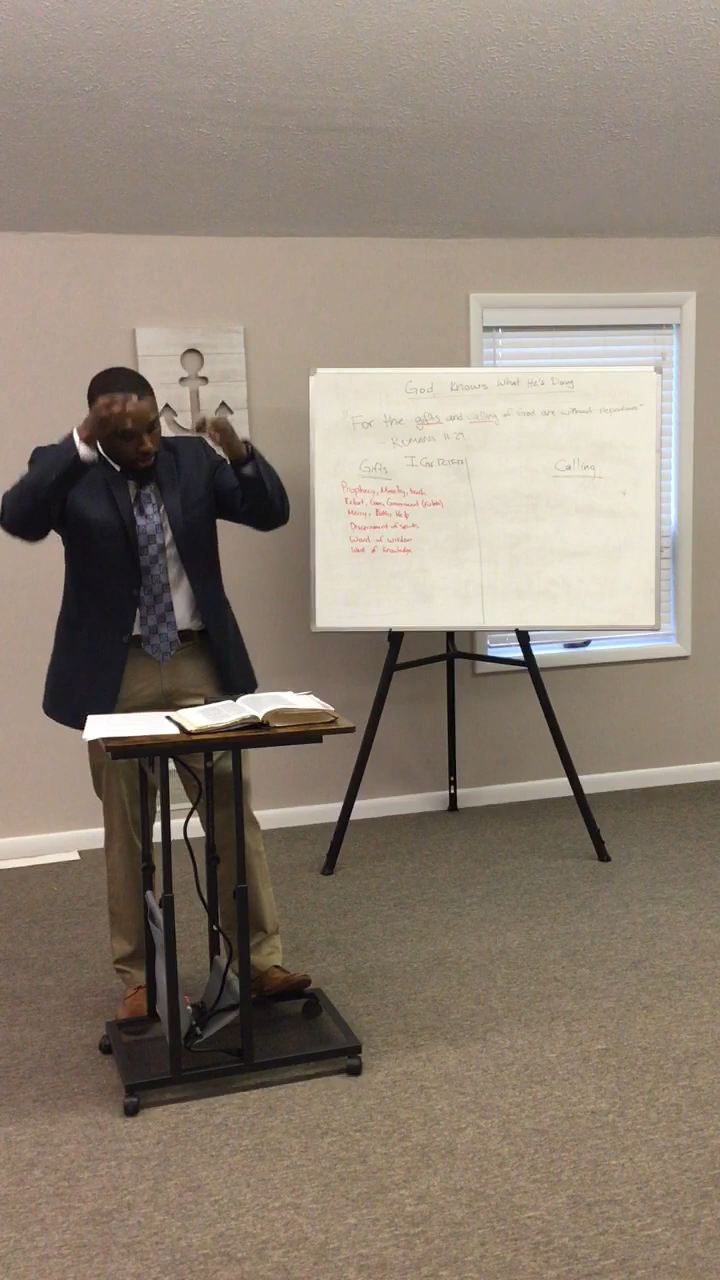 God Knows What He's Doing
"For the gifts and calling of God are without repentance"
ROMANS 11:29
Gifts I Cor 12:
Calling
Prophecy, Ministry, teach
Exhort, Giver, Government (ruleth)
Mercy, Faith, Help
Discernment of spirits
Word of wisdom
Word of knowledge